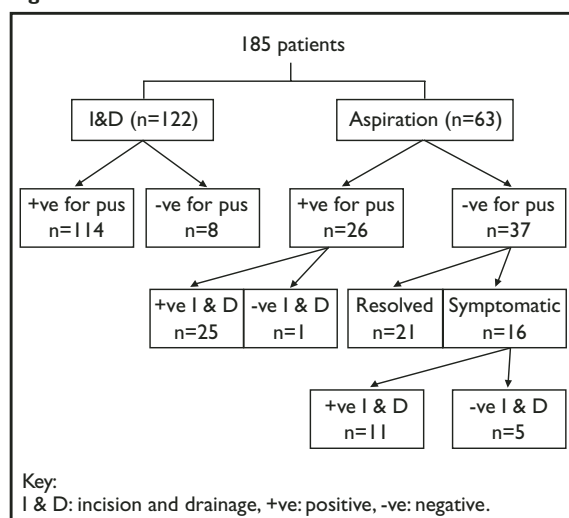 185 patients
I&D (n=122)
Aspiration (n=63)
+ve for pus
n=114
-ve for pus
n=8
+ve for pus
n=26
-ve for pus
n=37
+ve I & D
n=25
-ve I & D
n=1
Resolved
n=21
Symptomatic
n=16
+ve I & D
n=11
-ve I & D
n=5
Key:
I & D: incision and drainage, +ve: positive, -ve: negative.